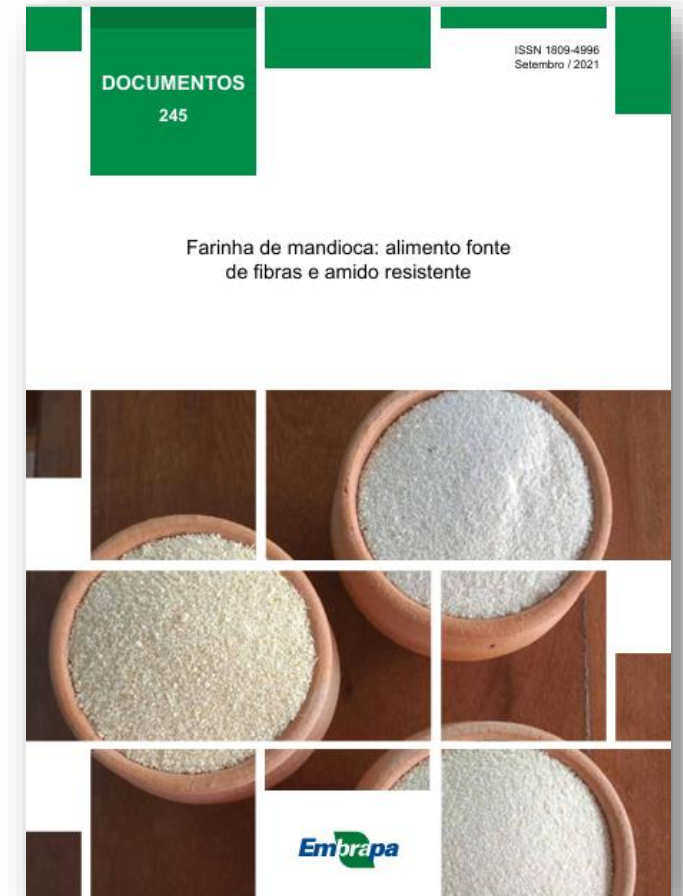 DOCUMENTOS
245
ISSN 1809-4996
Setembro / 2021
Farinha de mandioca: alimento fonte
de fibras e amido resistente
Embrapa